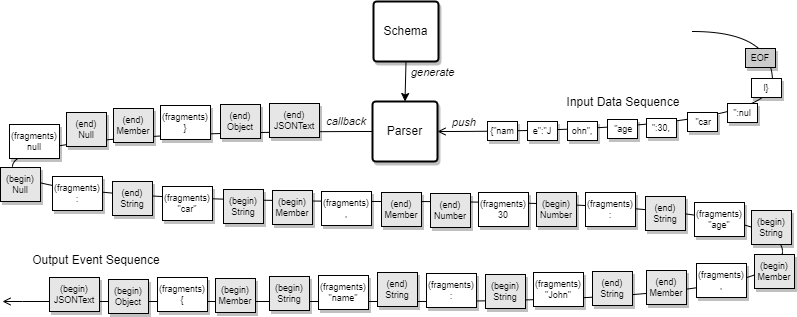 Schema
generate
EOF
l}
":nul
"car
":30,
"age
ohn",
e":"J
{"nam
Input Data Sequence
push
Parser
callback
(end)
JSONText
(end)
Object
(fragments)
}
(end)
Member
(end)
Null
(fragments)
null
(begin)
Null
(fragments)
:
(end)
String
(fragments)
"car"
(begin)
String
(begin)
Member
(fragments)
,
(end)
Member
(end)
Number
(fragments)
30
(begin)
Number
(fragments)
:
(end)
String
(fragments)
"age"
(begin)
String
(begin)
Member
(fragments)
,
(end)
Member
(end)
String
(fragments)
"John"
(begin)
String
(fragments)
:
(end)
String
(fragments)
"name"
(begin)
String
(begin)
Member
(fragments)
{
(begin)
Object
(begin)
JSONText
Output Event Sequence